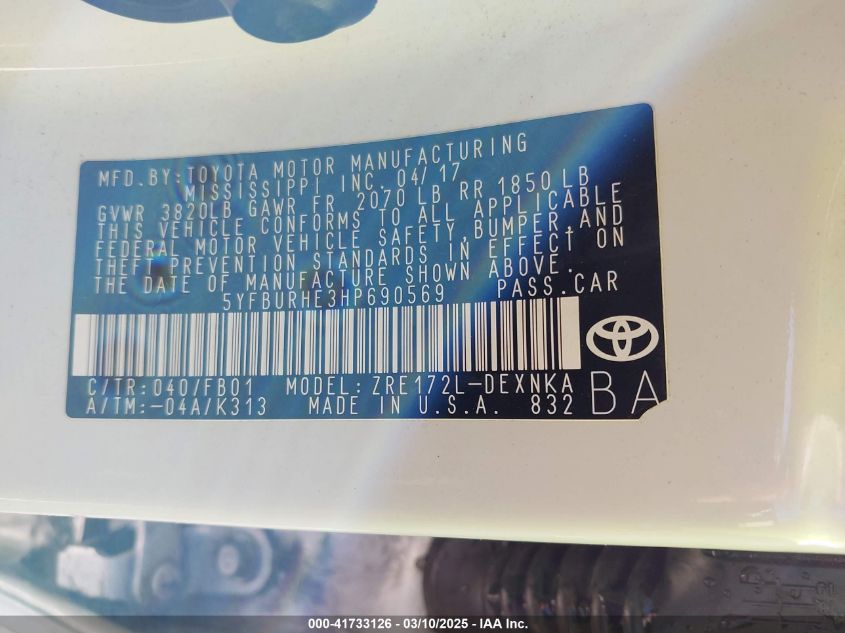 MFD. BY: TOYOTA MOTOR MANUFACTURING
MISSISSIPPI INC. 04/17
GVWR 3820LB GAWR FR 2070 LB RR 1850 LB
THIS VEHICLE CONFORMS TO ALL APPLICABLE
FEDERAL MOTOR VEHICLE SAFETY, BUMPER, AND
THEFT PREVENTION STANDARDS IN EFFECT ON
THE DATE OF MANUFACTURE SHOWN ABOVE.
5YFBURHE3HP690569 PASS.CAR
C/TR: 040/FB01 MODEL: ZRE172L-DEXNKA
A/TM: -04A/K313 MADE IN U.S.A. 832 BA
000-41733126 - 03/10/2025 - IAA Inc.